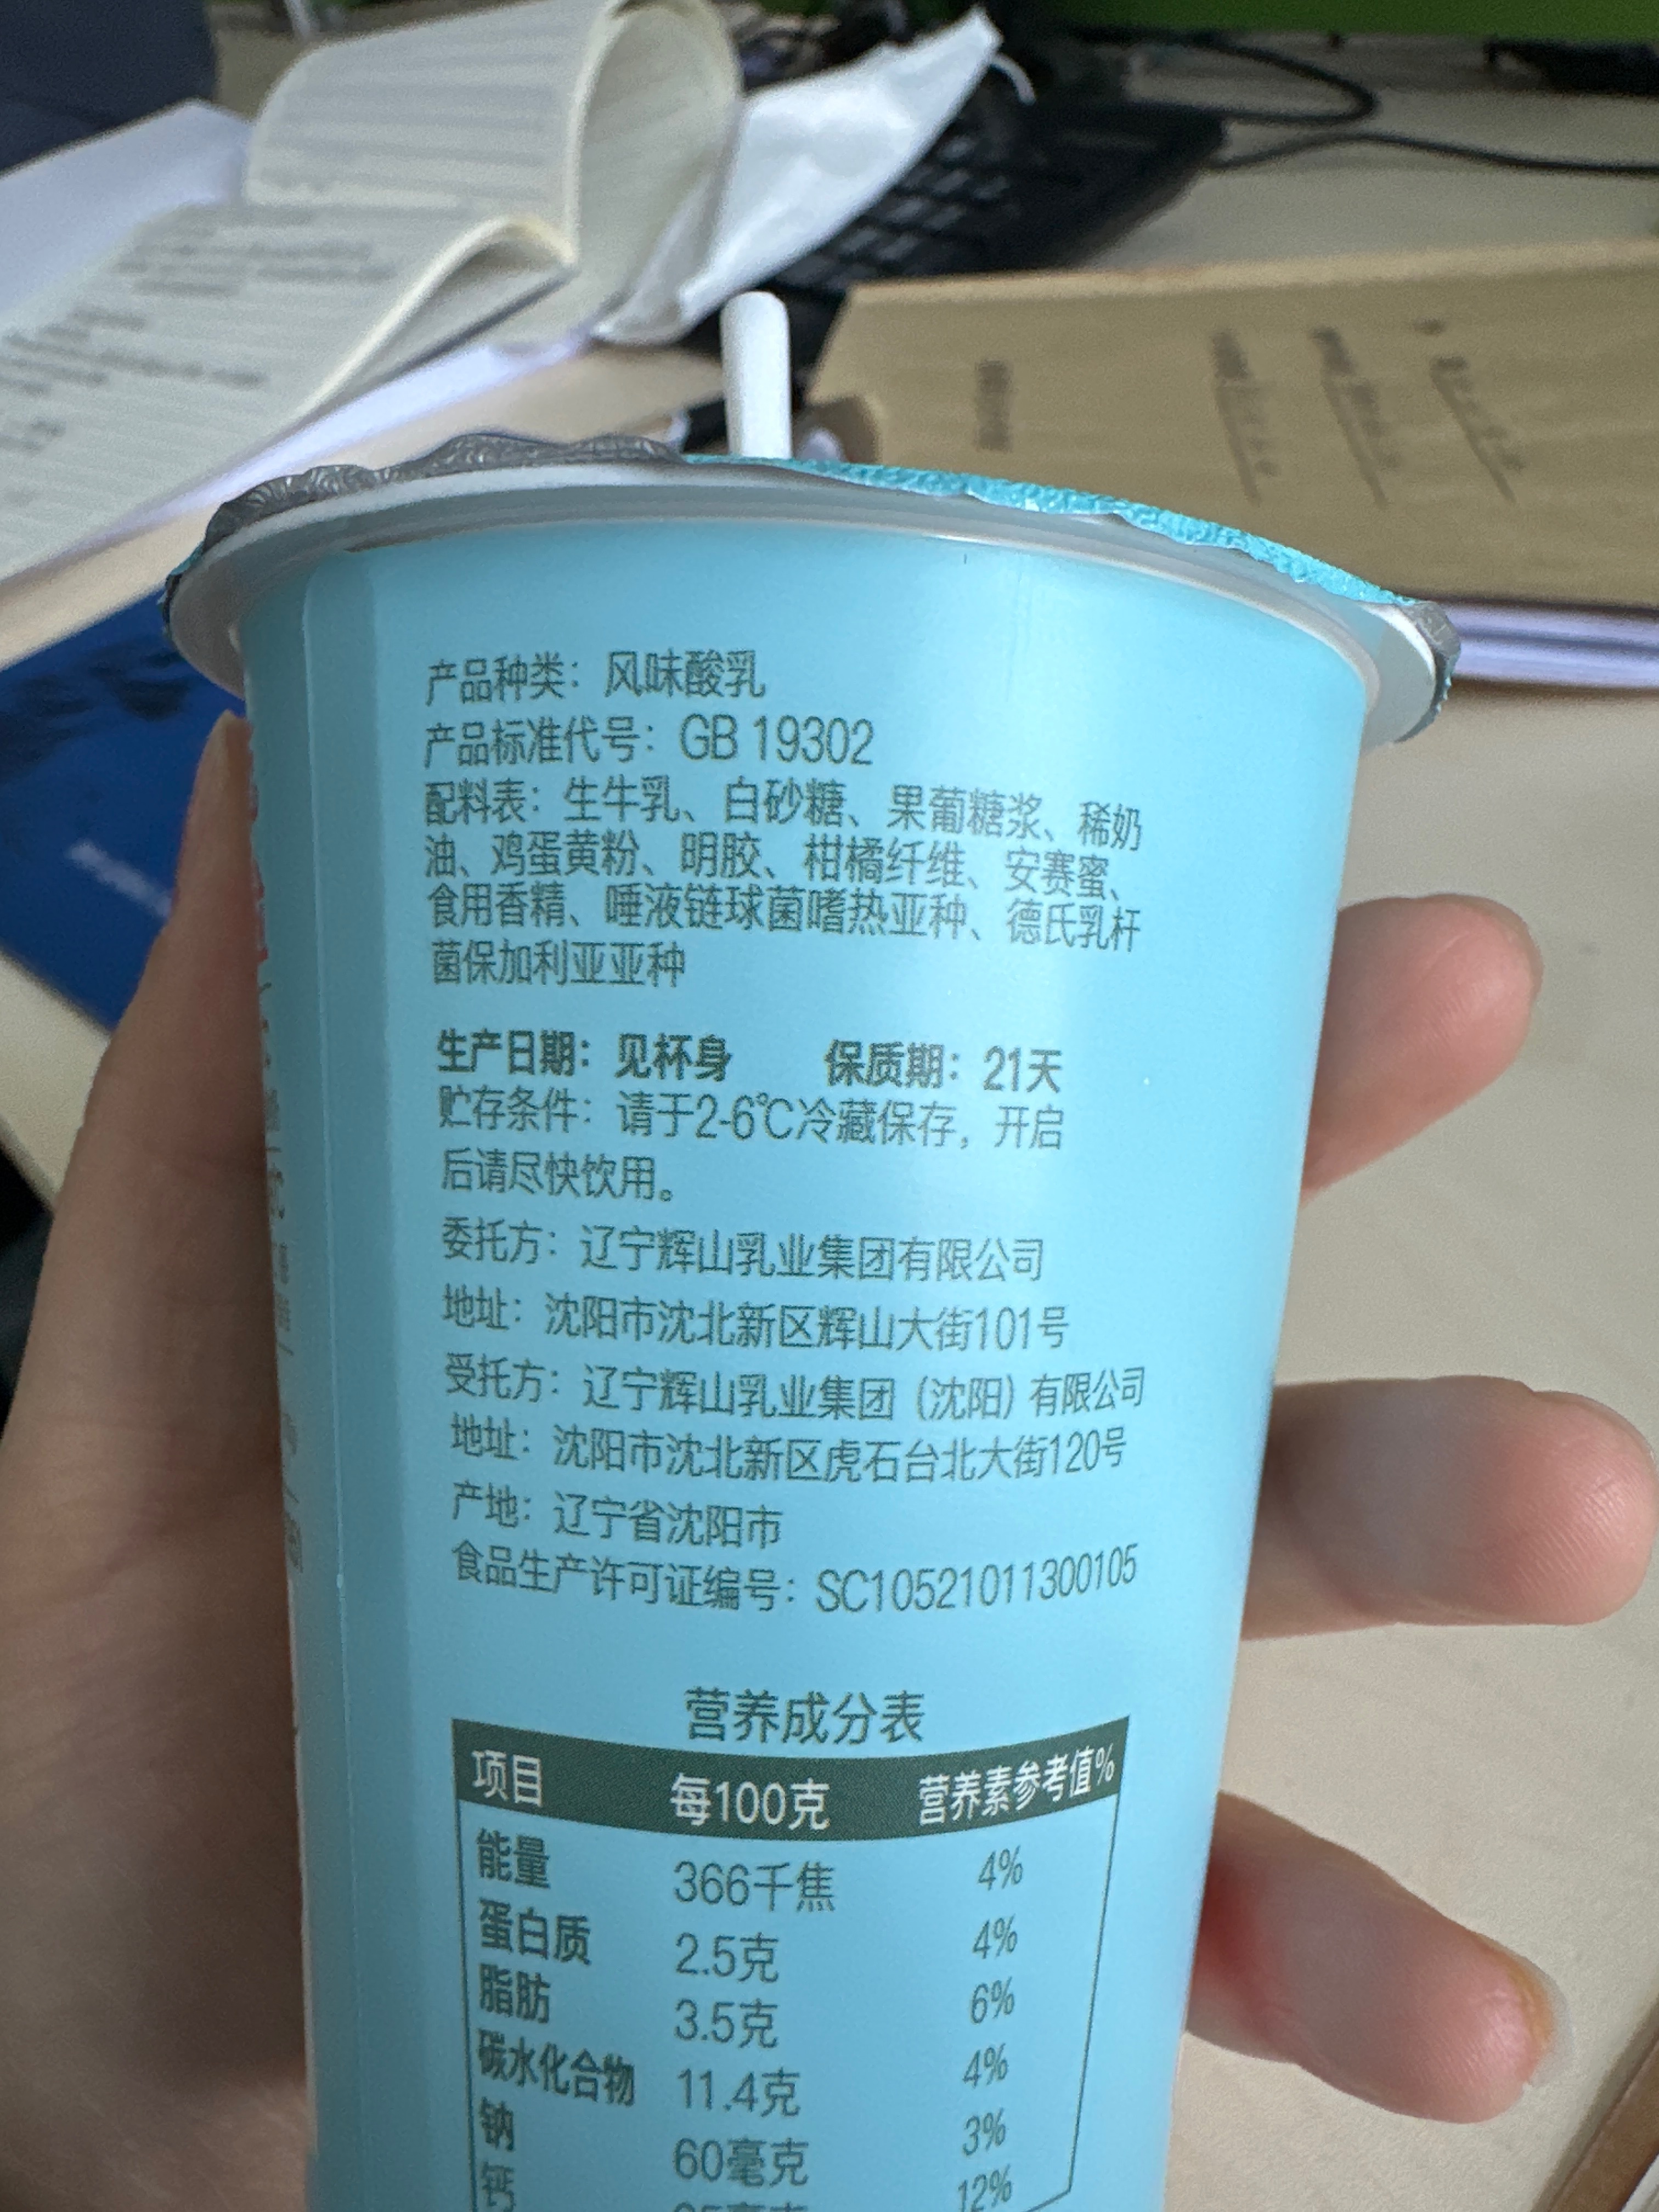 产品种类：风味酸乳
产品标准代号：GB 19302
配料表：生牛乳、白砂糖、果葡糖浆、稀奶
油、鸡蛋黄粉、明胶、柑橘纤维、安赛蜜、
食用香精、唾液链球菌嗜热亚种、德氏乳杆
菌保加利亚亚种
生产日期：见杯身 保质期：21天
贮存条件：请于2-6℃冷藏保存，开启
后请尽快饮用。
委托方：辽宁辉山乳业集团有限公司
地址：沈阳市沈北新区辉山大街101号
受托方：辽宁辉山乳业集团（沈阳）有限公司
地址：沈阳市沈北新区虎石台北大街120号
产地：辽宁省沈阳市
食品生产许可证编号：SC10521011300105
营养成分表
项目 每100克 营养素参考值%
能量 366千焦 4%
蛋白质 2.5克 4%
脂肪 3.5克 6%
碳水化合物 11.4克 4%
钠 60毫克 3%
钙 12%